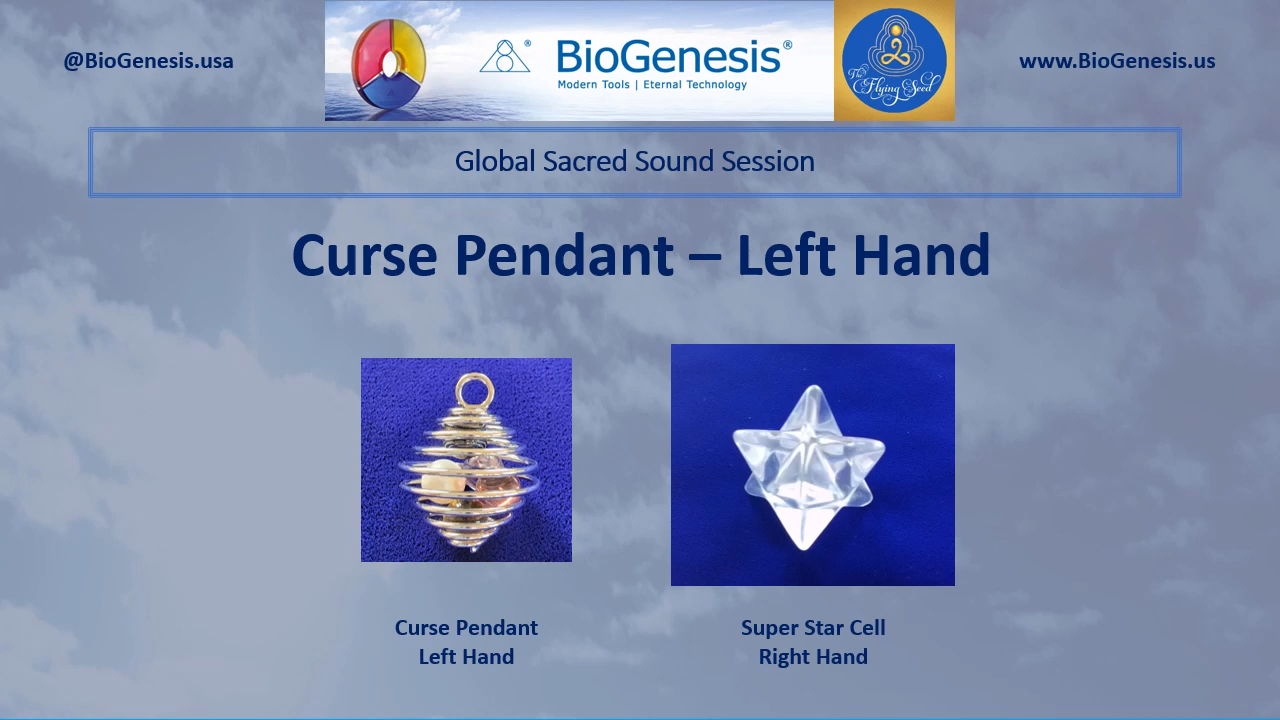 @BioGenesis.usa
BioGenesis®
Modern Tools | Eternal Technology
The
Flying Seed
www.BioGenesis.us
Global Sacred Sound Session
Curse Pendant – Left Hand
Curse Pendant
Left Hand
Super Star Cell
Right Hand